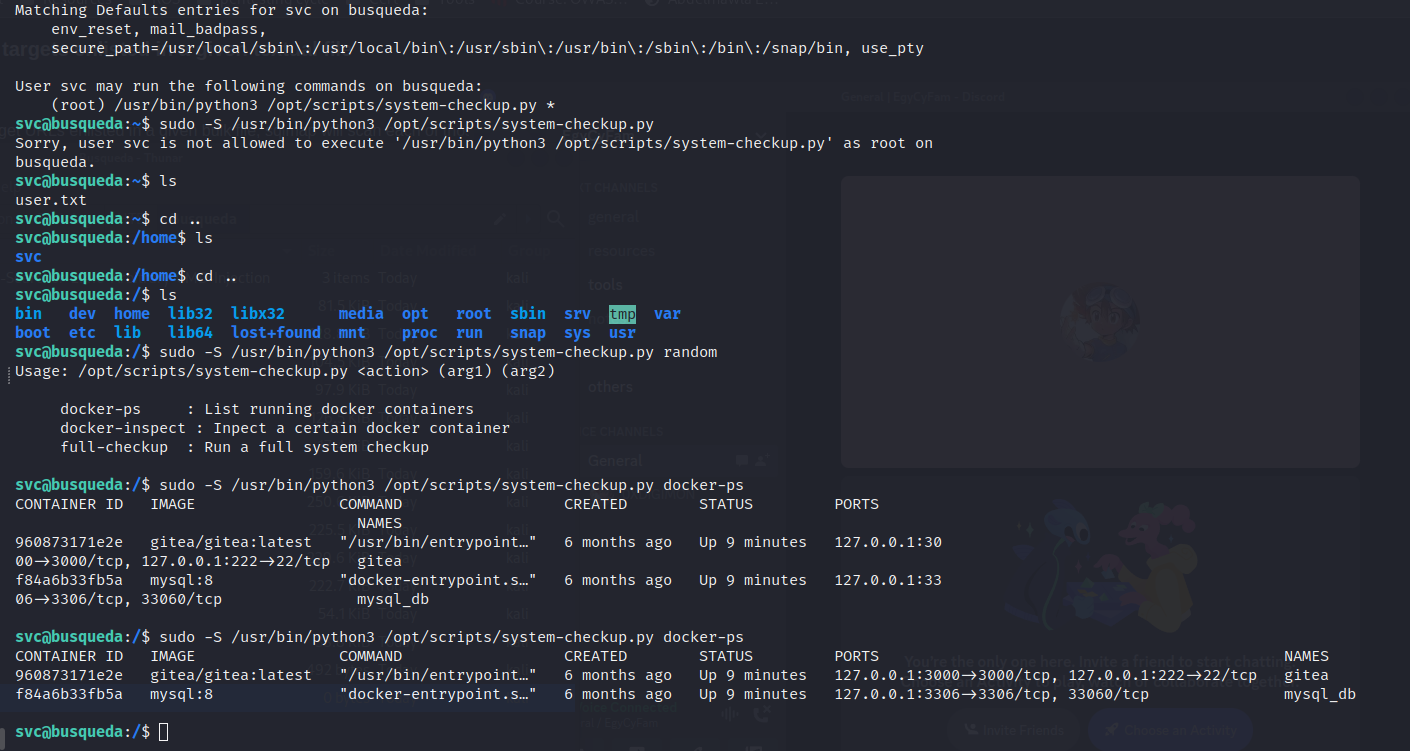 Matching Defaults entries for svc on busqueda:
    env_reset, mail_badpass,
    secure_path=/usr/local/sbin\:/usr/local/bin\:/usr/sbin\:/usr/bin\:/sbin\:/bin\:/snap/bin, use_pty

User svc may run the following commands on busqueda:
    (root) /usr/bin/python3 /opt/scripts/system-checkup.py *
svc@busqueda:~$ sudo -S /usr/bin/python3 /opt/scripts/system-checkup.py
Sorry, user svc is not allowed to execute '/usr/bin/python3 /opt/scripts/system-checkup.py' as root on
busqueda.
svc@busqueda:~$ ls
user.txt
svc@busqueda:~$ cd ..
svc@busqueda:/home$ ls
svc
svc@busqueda:/home$ cd ..
svc@busqueda:/$ ls
bin   dev  home  lib32  libx32      media  opt   root  sbin  srv  tmp  var
boot  etc  lib   lib64  lost+found  mnt    proc  run   snap  sys  usr
svc@busqueda:/$ sudo -S /usr/bin/python3 /opt/scripts/system-checkup.py random
Usage: /opt/scripts/system-checkup.py <action> (arg1) (arg2)

     docker-ps     : List running docker containers
     docker-inspect : Inpect a certain docker container
     full-checkup  : Run a full system checkup

svc@busqueda:/$ sudo -S /usr/bin/python3 /opt/scripts/system-checkup.py docker-ps
CONTAINER ID   IMAGE                COMMAND                  CREATED        STATUS         PORTS
                                      NAMES
960873171e2e   gitea/gitea:latest   "/usr/bin/entrypoint…"   6 months ago   Up 9 minutes   127.0.0.1:30
00->3000/tcp, 127.0.0.1:222->22/tcp   gitea
f84a6b33fb5a   mysql:8              "docker-entrypoint.s…"   6 months ago   Up 9 minutes   127.0.0.1:33
06->3306/tcp, 33060/tcp               mysql_db

svc@busqueda:/$ sudo -S /usr/bin/python3 /opt/scripts/system-checkup.py docker-ps
CONTAINER ID   IMAGE                COMMAND                  CREATED        STATUS         PORTS                                             NAMES
960873171e2e   gitea/gitea:latest   "/usr/bin/entrypoint…"   6 months ago   Up 9 minutes   127.0.0.1:3000->3000/tcp, 127.0.0.1:222->22/tcp   gitea
f84a6b33fb5a   mysql:8              "docker-entrypoint.s…"   6 months ago   Up 9 minutes   127.0.0.1:3306->3306/tcp, 33060/tcp               mysql_db

svc@busqueda:/$
general
resources
tools
others
General
Invite Friends
Choose an Activity